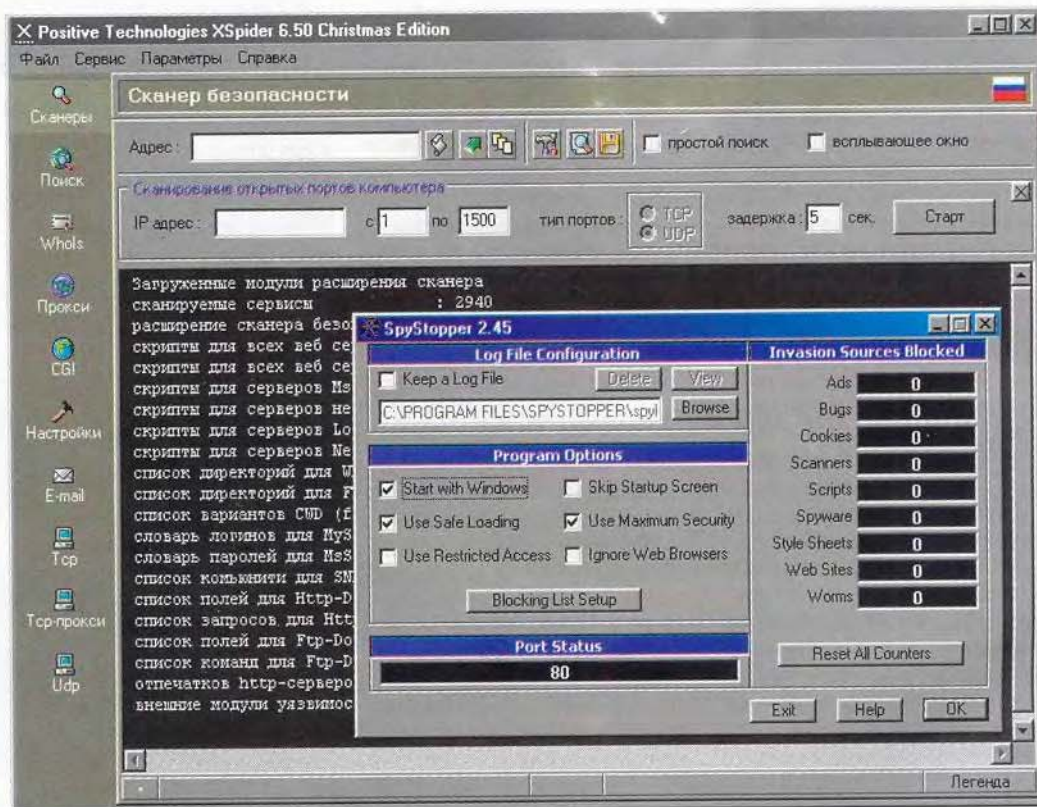 Positive Technologies XSpider 6.50 Christmas Edition
Файл Сервис Параметры Справка
Сканеры
Поиск
WhoIs
Прокси
CGI
Настройки
E-mail
Tcp
Tcp-прокси
Udp
Сканер безопасности
Адрес :
простой поиск
всплывающее окно
Сканирование открытых портов компьютера
IP адрес : с 1 по 1500 тип портов : TCP UDP задержка : 5 сек. Старт
Загруженные модули расширения сканера
сканируемые сервисы : 2940
расширение сканера безо
скрипты для всех веб се
скрипты для всех веб се
скрипты для серверов Ms
скрипты для серверов не
скрипты для серверов Lo
скрипты для серверов Ne
список директорий для W
список директорий для F
список вариантов CWD (f
словарь логинов для MyS
словарь паролей для MsS
список комьюнити для SN
список полей для Http-D
список запросов для Htt
список полей для Ftp-Do
список команд для Ftp-D
отпечатков http-серверо
внешние модули уязвимос
Легенда
SpyStopper 2.45
Log File Configuration
Keep a Log File Delete View
C:\PROGRAM FILES\SPYSTOPPER\spyl Browse
Program Options
Start with Windows Skip Startup Screen
Use Safe Loading Use Maximum Security
Use Restricted Access Ignore Web Browsers
Blocking List Setup
Port Status
80
Invasion Sources Blocked
Ads 0
Bugs 0
Cookies 0
Scanners 0
Scripts 0
Spyware 0
Style Sheets 0
Web Sites 0
Worms 0
Reset All Counters
Exit Help OK